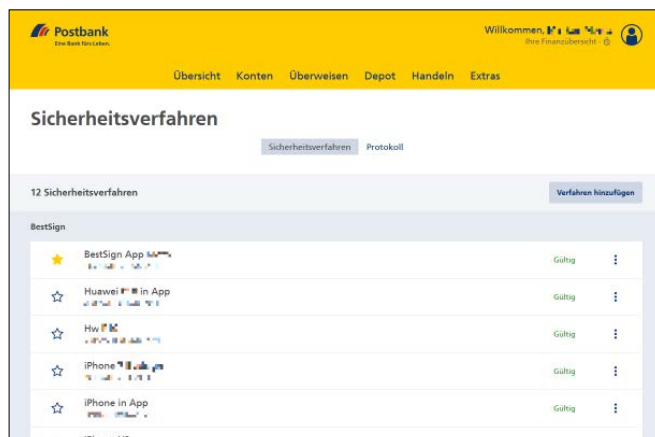 Postbank
Eine Bank fürs Leben.
Willkommen,
Ihre Finanzübersicht -
Übersicht Konten Überweisen Depot Handeln Extras
Sicherheitsverfahren
Sicherheitsverfahren Protokoll
12 Sicherheitsverfahren Verfahren hinzufügen
BestSign
BestSign App Gültig
Huawei in App Gültig
Hw Gültig
iPhone Gültig
iPhone in App Gültig